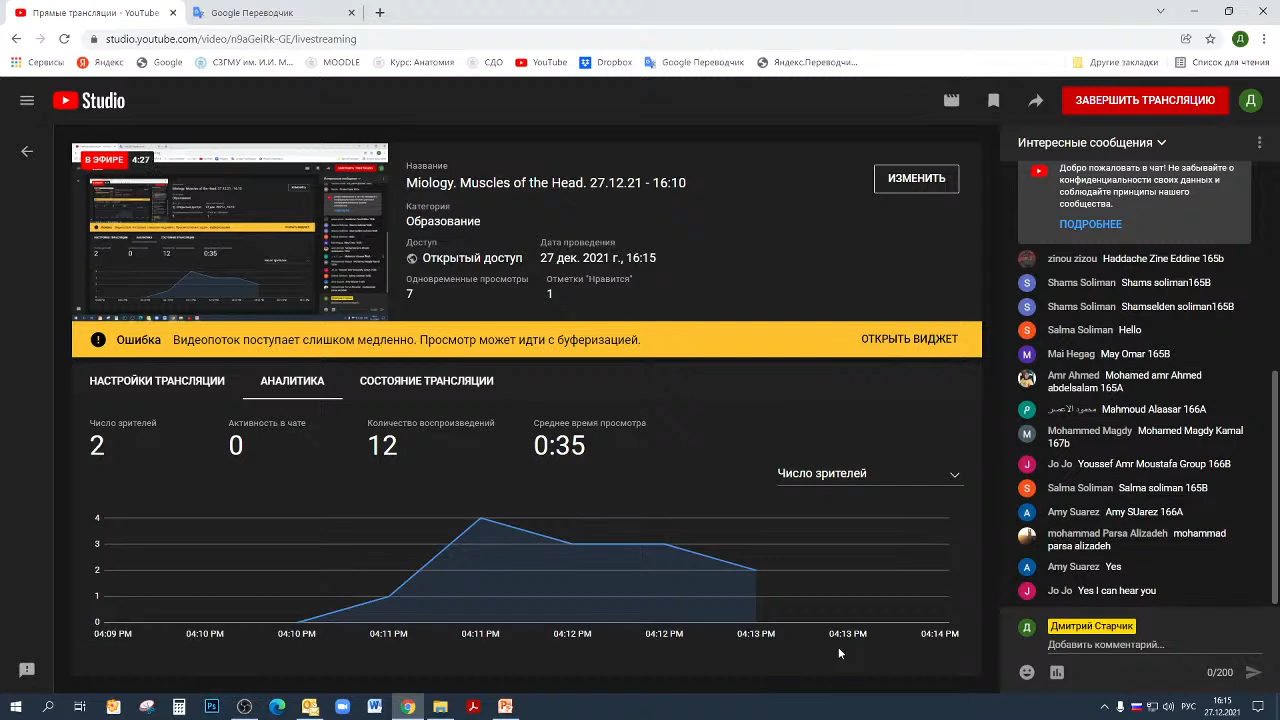 Прямые трансляции - YouTube
Google Переводчик
studio.youtube.com/video/n9aGeiRk-GE/livestreaming
Д
Сервисы
Яндекс
Google
СЗГМУ им. И.И. М...
MOODLE
Курс: Анатомия
СДО
YouTube
Dropbox
Google Переводчик
Яндекс.Переводчи...
Другие закладки
Список для чтения
Studio
ЗАВЕРШИТЬ ТРАНСЛЯЦИЮ
Д
В ЭФИРЕ 4:27
Название
Miology. Muscles of the Head. 27.12.21 - 16:10
ИЗМЕНИТЬ
Категория
Образование
Доступ
Открытый доступ
Дата проведения
27 дек. 2021 г., 16:15
Одновременные просмотры
7
Отметки "Нравится"
1
Ошибка Видеопоток поступает слишком медленно. Просмотр может идти с буферизацией.
ОТКРЫТЬ ВИДЖЕТ
НАСТРОЙКИ ТРАНСЛЯЦИИ
АНАЛИТИКА
СОСТОЯНИЕ ТРАНСЛЯЦИИ
Число зрителей
2
Активность в чате
0
Количество воспроизведений
12
Среднее время просмотра
0:35
Число зрителей
4
3
2
1
0
04:09 PM 04:10 PM 04:10 PM 04:11 PM 04:11 PM 04:12 PM 04:12 PM 04:13 PM 04:13 PM 04:14 PM
Интересные сообщения
Добро пожаловать в чат! Не забывайте о
конфиденциальности своих данных и
соблюдайте принципы нашего
сообщества.
ПОДРОБНЕЕ
Hachache Zine Eddine 165b
Shams Soliman Shams soliman 165B
Shams Soliman Shamselden soliman 165B
Salma Soliman Hello
Mai Hegag May Omar 165B
Amr Ahmed Mohamed amr Ahmed
abdelsalam 165A
محمود الاعصر Mahmoud Alaasar 166A
Mohammed Magdy Mohamed Magdy Kamal
167b
Jo Jo Youssef Amr Moustafa Group 166B
Salma Soliman Salma soliman 165B
Amy Suarez Amy SUarez 166A
mohammad Parsa Alizadeh mohammad
parsa alizadeh
Amy Suarez Yes
Jo Jo Yes I can hear you
Дмитрий Старчик
Добавить комментарий...
0/200
РУС
16:15
27.12.2021